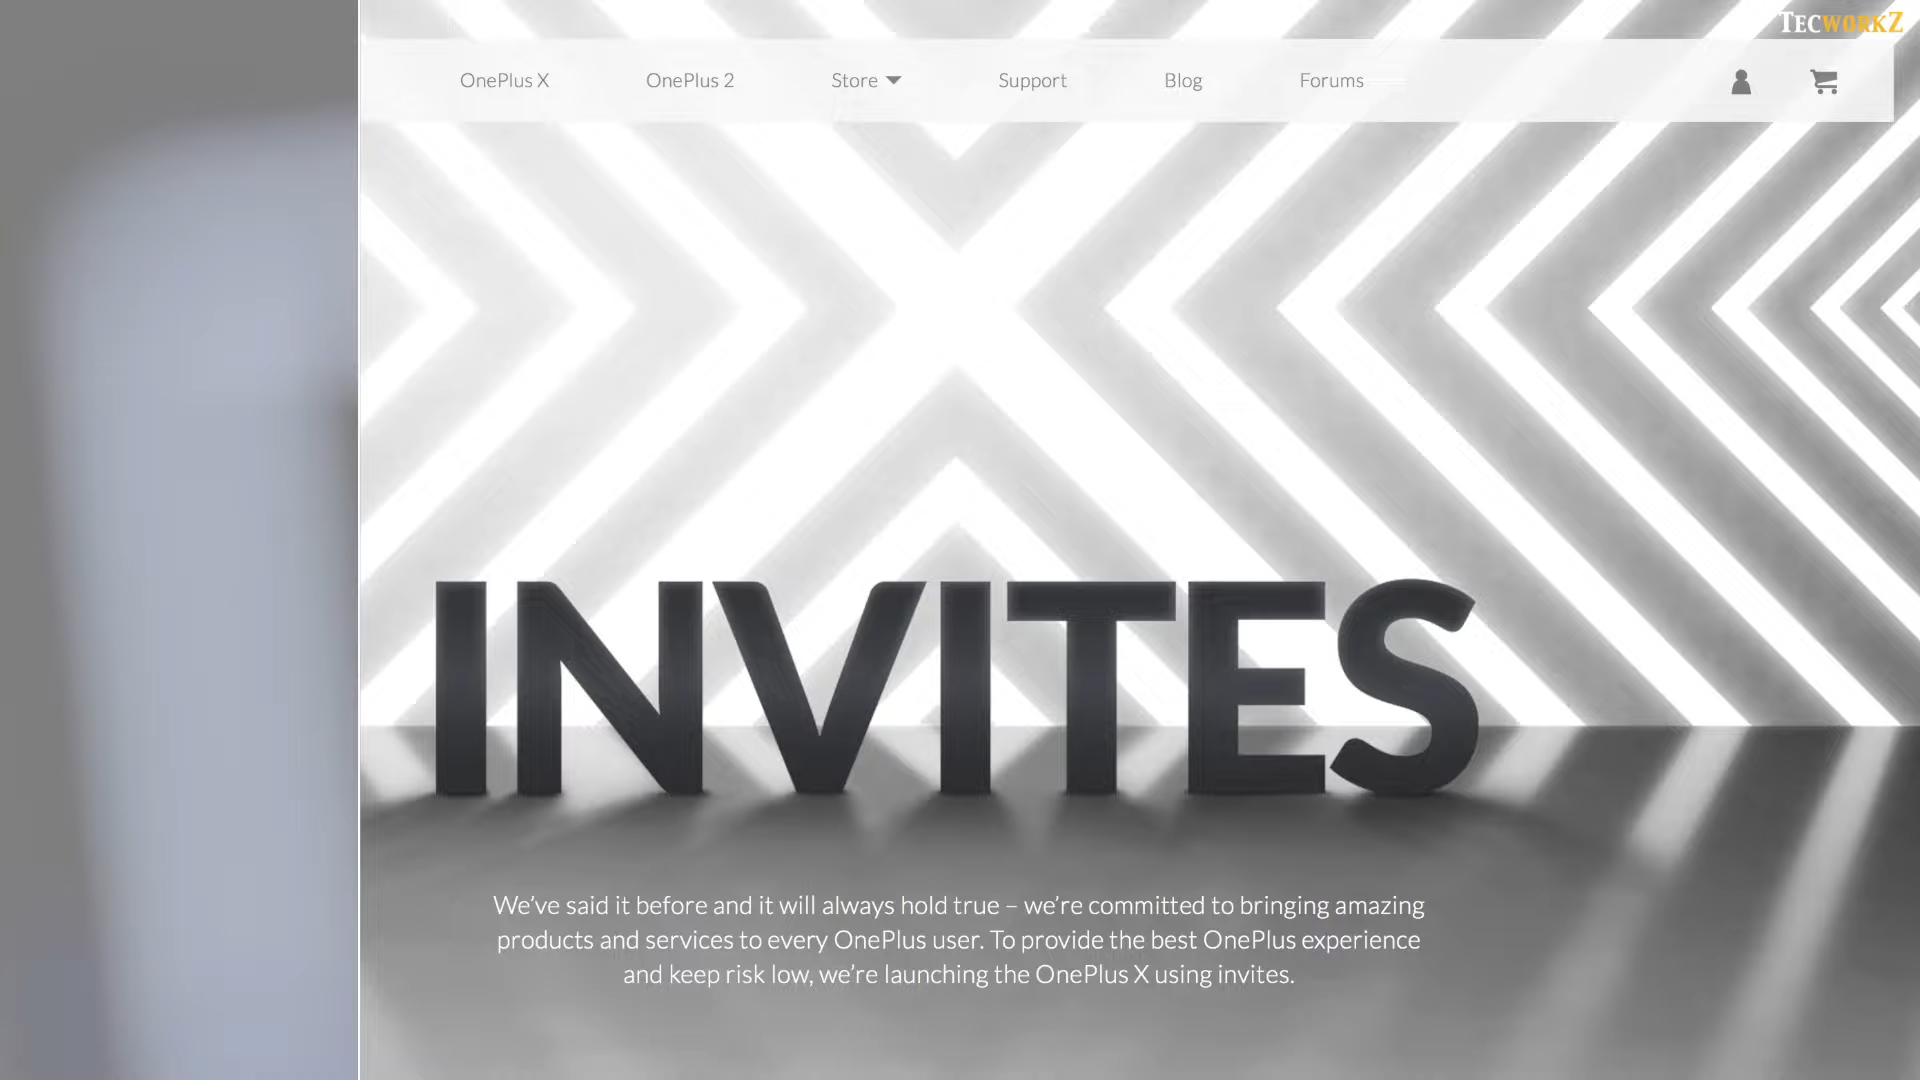 TECWORKZ
OnePlus X OnePlus 2 Store Support Blog Forums
INVITES
We’ve said it before and it will always hold true – we’re committed to bringing amazing
products and services to every OnePlus user. To provide the best OnePlus experience
and keep risk low, we’re launching the OnePlus X using invites.